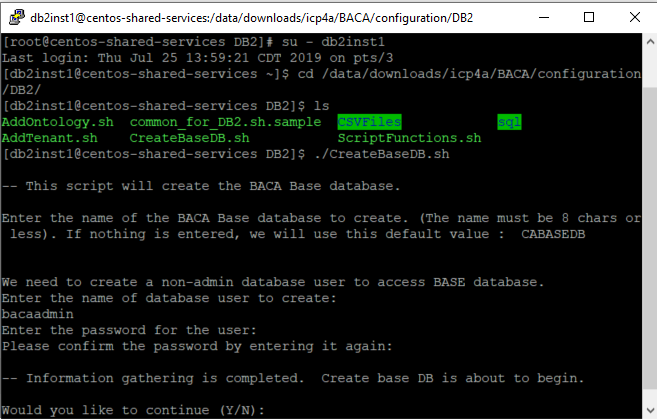 db2inst1@centos-shared-services:/data/downloads/icp4a/BACA/configuration/DB2
[root@centos-shared-services DB2]# su - db2inst1
Last login: Thu Jul 25 13:59:21 CDT 2019 on pts/3
[db2inst1@centos-shared-services ~]$ cd /data/downloads/icp4a/BACA/configuration
/DB2/
[db2inst1@centos-shared-services DB2]$ ls
AddOntology.sh common_for_DB2.sh.sample CSVFiles sql
AddTenant.sh CreateBaseDB.sh ScriptFunctions.sh
[db2inst1@centos-shared-services DB2]$ ./CreateBaseDB.sh
-- This script will create the BACA Base database.
Enter the name of the BACA Base database to create. (The name must be 8 chars or
less). If nothing is entered, we will use this default value : CABASEDB
We need to create a non-admin database user to access BASE database.
Enter the name of database user to create:
bacaadmin
Enter the password for the user:
Please confirm the password by entering it again:
-- Information gathering is completed. Create base DB is about to begin.
Would you like to continue (Y/N):